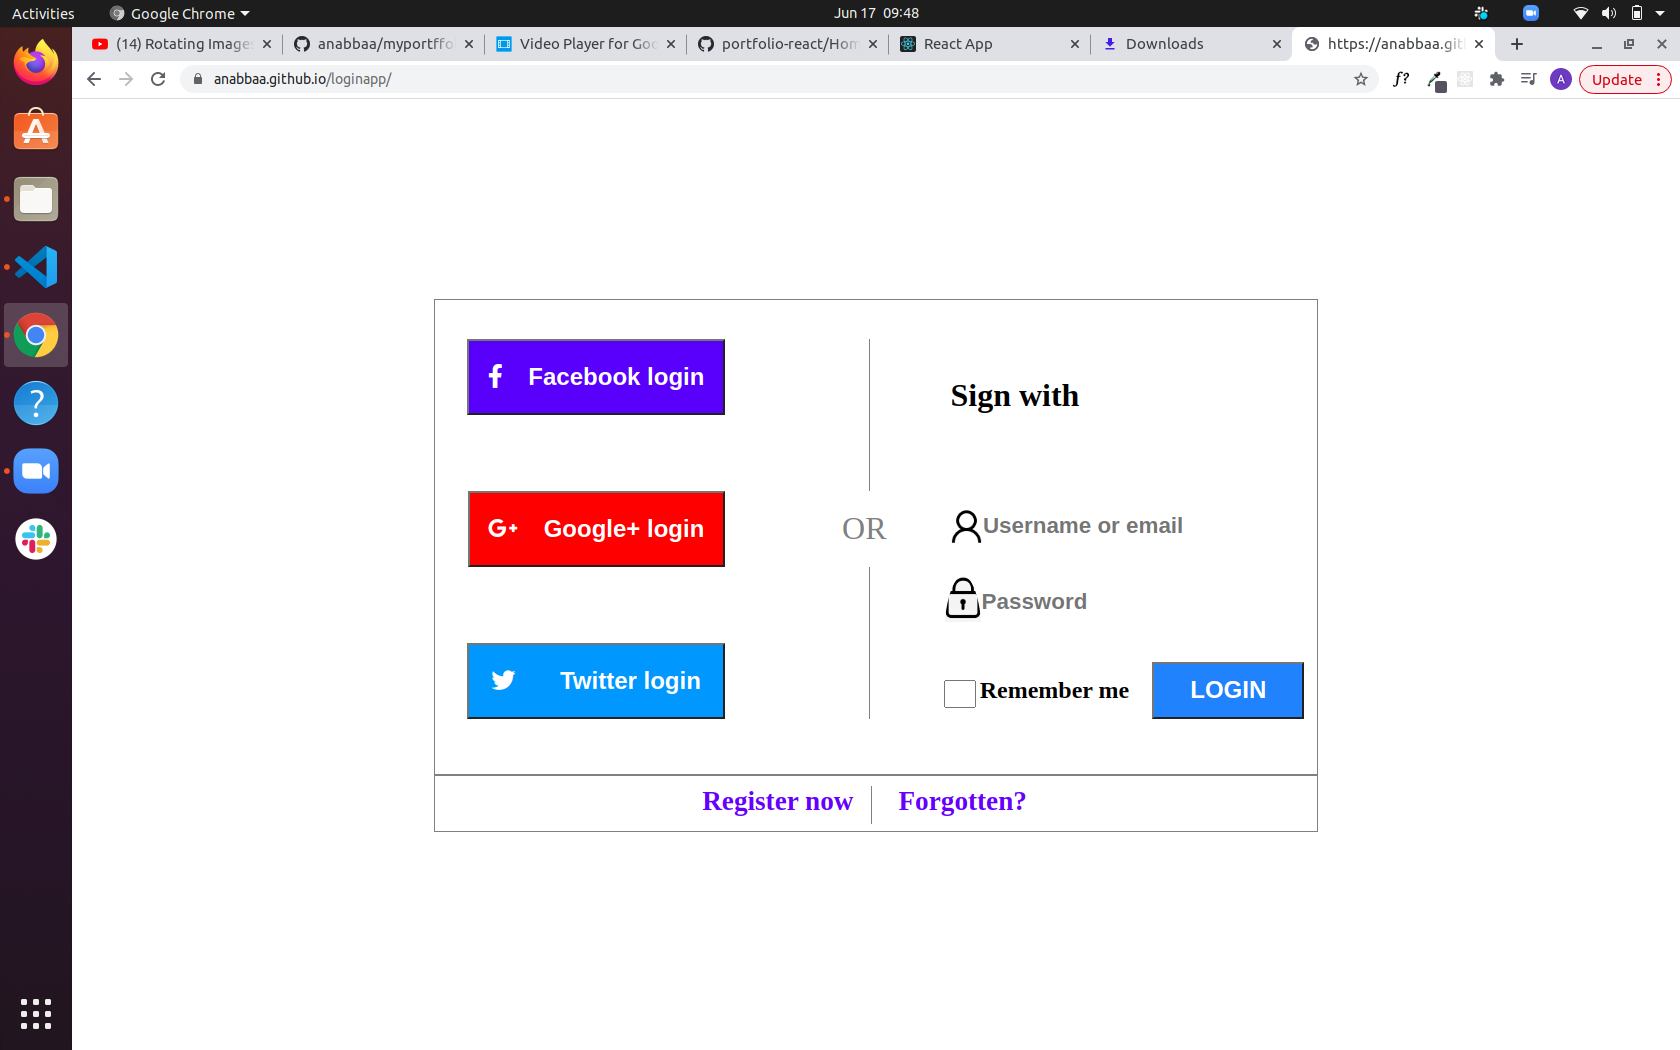 Activities
Google Chrome
Jun 17 09:48
(14) Rotating Image
anabbaa/myportffo
Video Player for Goo
portfolio-react/Hom
React App
Downloads
https://anabbaa.git
anabbaa.github.io/loginapp/
f?
A
Update
Facebook login
Sign with
G+ Google+ login
OR
Username or email
Password
Twitter login
Remember me
LOGIN
Register now
Forgotten?